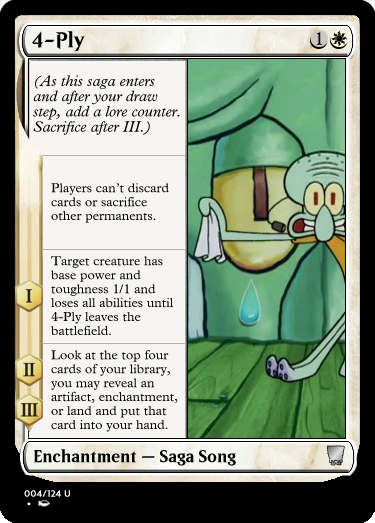 4-Ply
1
(As this saga enters
and after your draw
step, add a lore counter.
Sacrifice after III.)
Players can't discard
cards or sacrifice
other permanents.
I
Target creature has
base power and
toughness 1/1 and
loses all abilities until
4-Ply leaves the
battlefield.
II
III
Look at the top four
cards of your library,
you may reveal an
artifact, enchantment,
or land and put that
card into your hand.
Enchantment — Saga Song
004/124 U